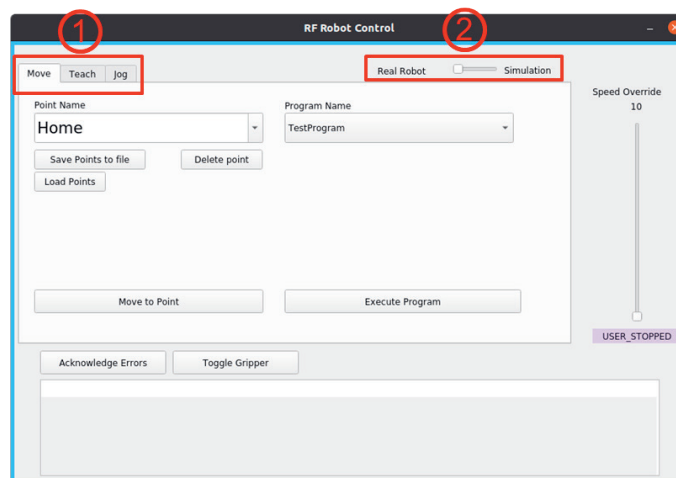 RF Robot Control
1
2
Move Teach Jog
Real Robot Simulation
Speed Override
10
Point Name Program Name
Home TestProgram
Save Points to file Delete point
Load Points
Move to Point Execute Program
USER_STOPPED
Acknowledge Errors Toggle Gripper